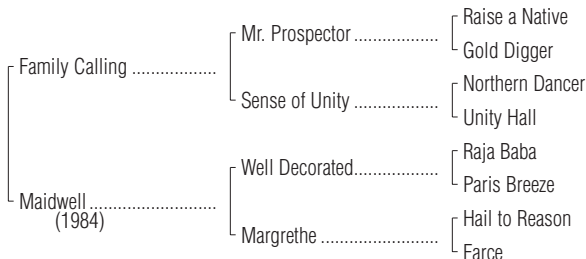 Raise a Native
Mr. Prospector ..................
Gold Digger
Family Calling ..................
Northern Dancer
Sense of Unity ..................
Unity Hall
Raja Baba
Well Decorated..................
Paris Breeze
Maidwell ...........................
(1984)
Hail to Reason
Margrethe .........................
Farce